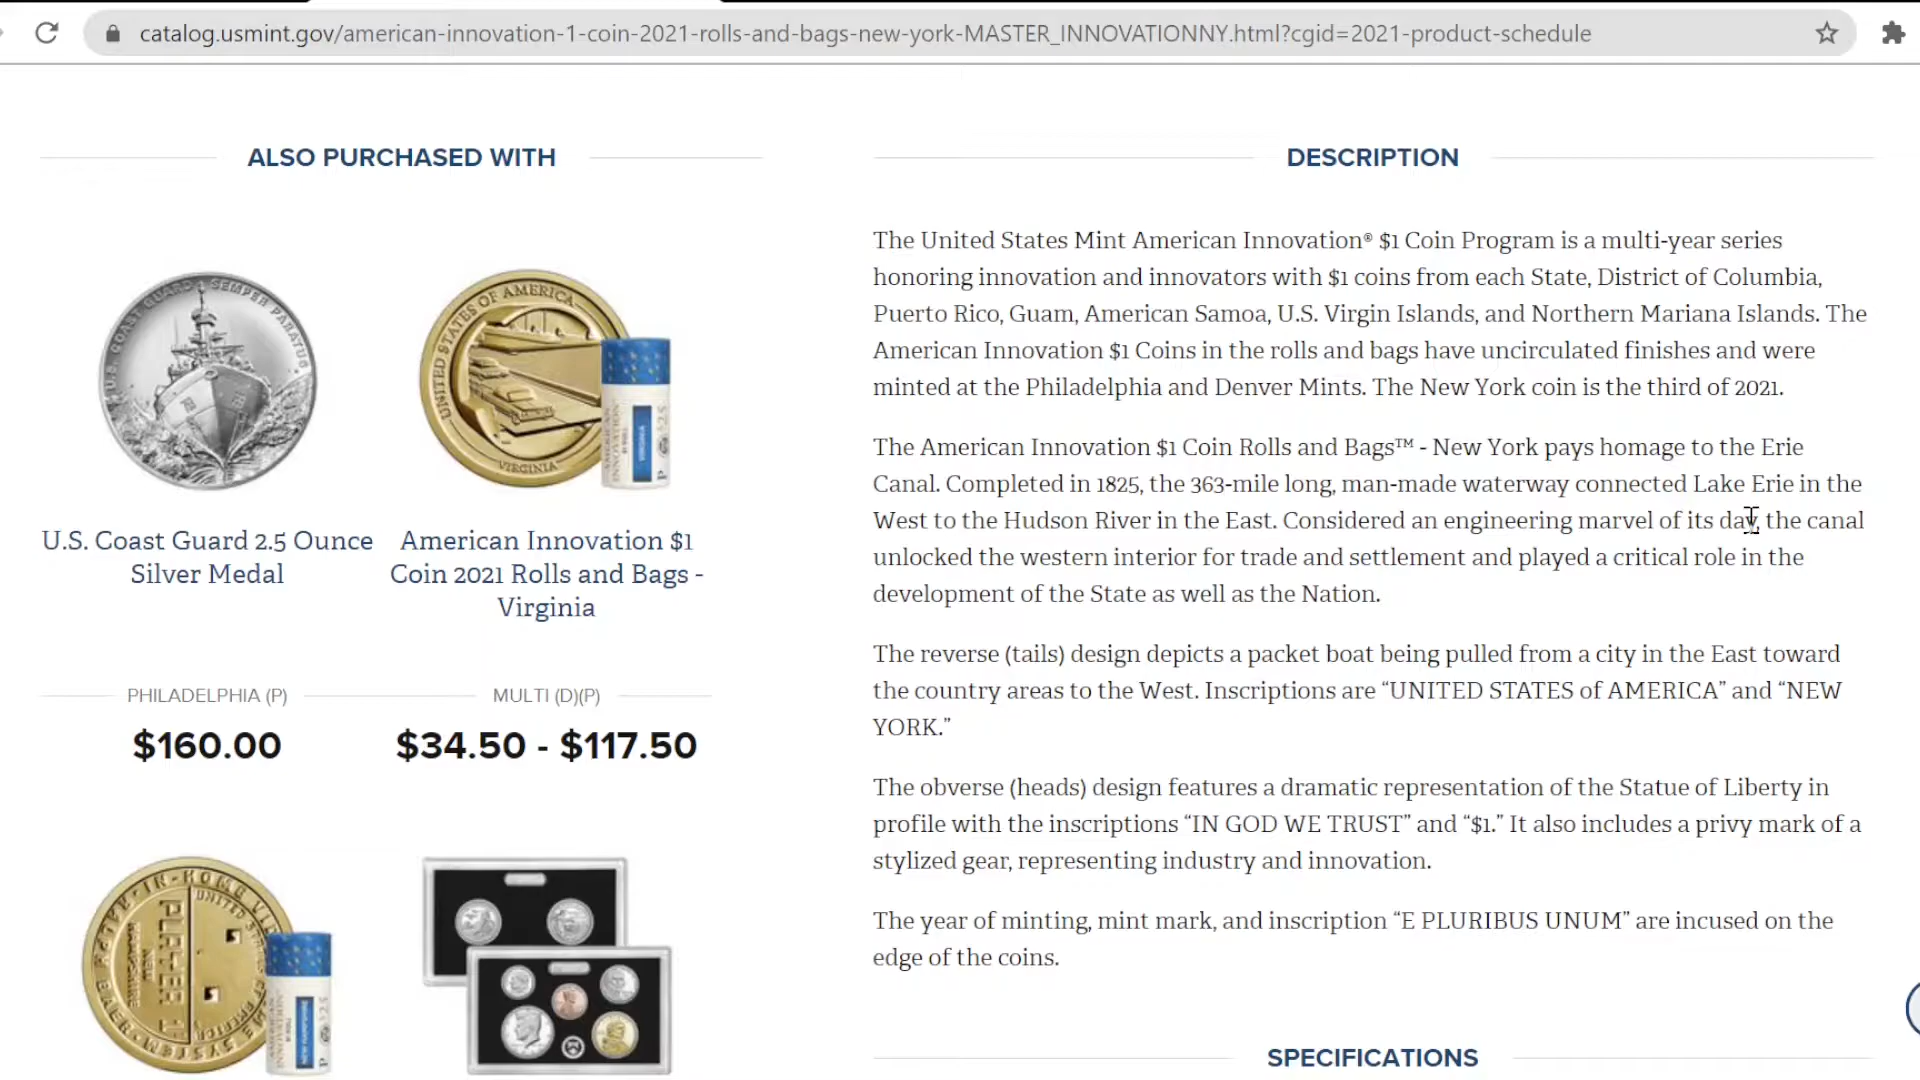 catalog.usmint.gov/american-innovation-1-coin-2021-rolls-and-bags-new-york-MASTER_INNOVATIONNY.html?cgid=2021-product-schedule
ALSO PURCHASED WITH
U.S. COAST GUARD SEMPER PARATUS
UNITED STATES OF AMERICA
VIRGINIA
U.S. Coast Guard 2.5 Ounce
Silver Medal
American Innovation $1
Coin 2021 Rolls and Bags -
Virginia
PHILADELPHIA (P)
$160.00
MULTI (D)(P)
$34.50 - $117.50
DESCRIPTION
The United States Mint American Innovation® $1 Coin Program is a multi-year series
honoring innovation and innovators with $1 coins from each State, District of Columbia,
Puerto Rico, Guam, American Samoa, U.S. Virgin Islands, and Northern Mariana Islands. The
American Innovation $1 Coins in the rolls and bags have uncirculated finishes and were
minted at the Philadelphia and Denver Mints. The New York coin is the third of 2021.
The American Innovation $1 Coin Rolls and Bags™ - New York pays homage to the Erie
Canal. Completed in 1825, the 363-mile long, man-made waterway connected Lake Erie in the
West to the Hudson River in the East. Considered an engineering marvel of its day, the canal
unlocked the western interior for trade and settlement and played a critical role in the
development of the State as well as the Nation.
The reverse (tails) design depicts a packet boat being pulled from a city in the East toward
the country areas to the West. Inscriptions are “UNITED STATES of AMERICA” and “NEW
YORK.”
The obverse (heads) design features a dramatic representation of the Statue of Liberty in
profile with the inscriptions “IN GOD WE TRUST” and “$1.” It also includes a privy mark of a
stylized gear, representing industry and innovation.
The year of minting, mint mark, and inscription “E PLURIBUS UNUM” are incused on the
edge of the coins.
SPECIFICATIONS